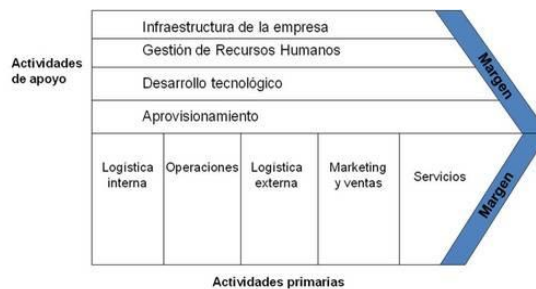 Infraestructura de la empresa
Gestión de Recursos Humanos
Actividades
de apoyo
Desarrollo tecnológico
Aprovisionamiento
Margen
Logística
interna
Operaciones
Logística
externa
Marketing
y ventas
Servicios
Margen
Actividades primarias